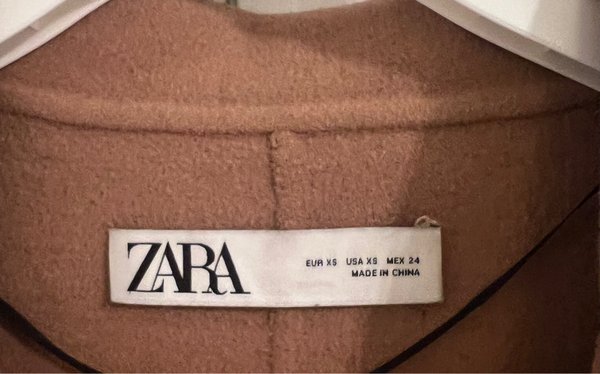 ZARA
EUR XS USA XS MEX 24
MADE IN CHINA